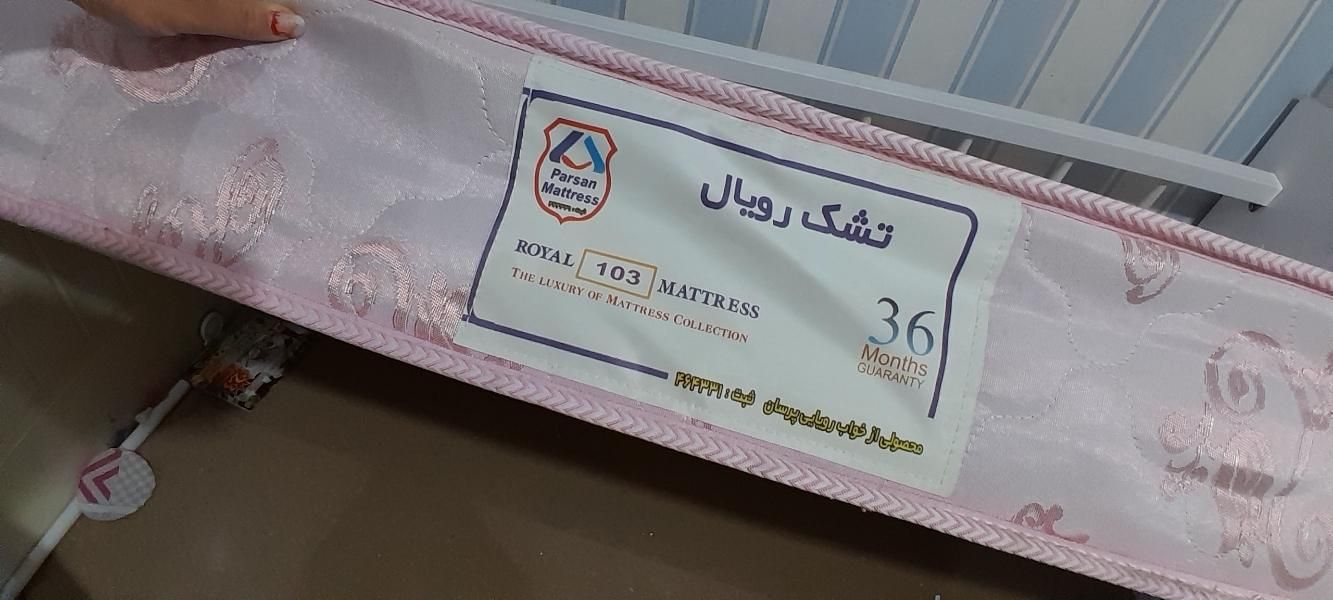 Parsan
Mattress
تشک رویال
ROYAL 103 MATTRESS
THE LUXURY OF MATTRESS COLLECTION
36
Months
GUARANTY
محصولی از خواب رویایی پرسان ثبت : ۴۶۴۳۳۱